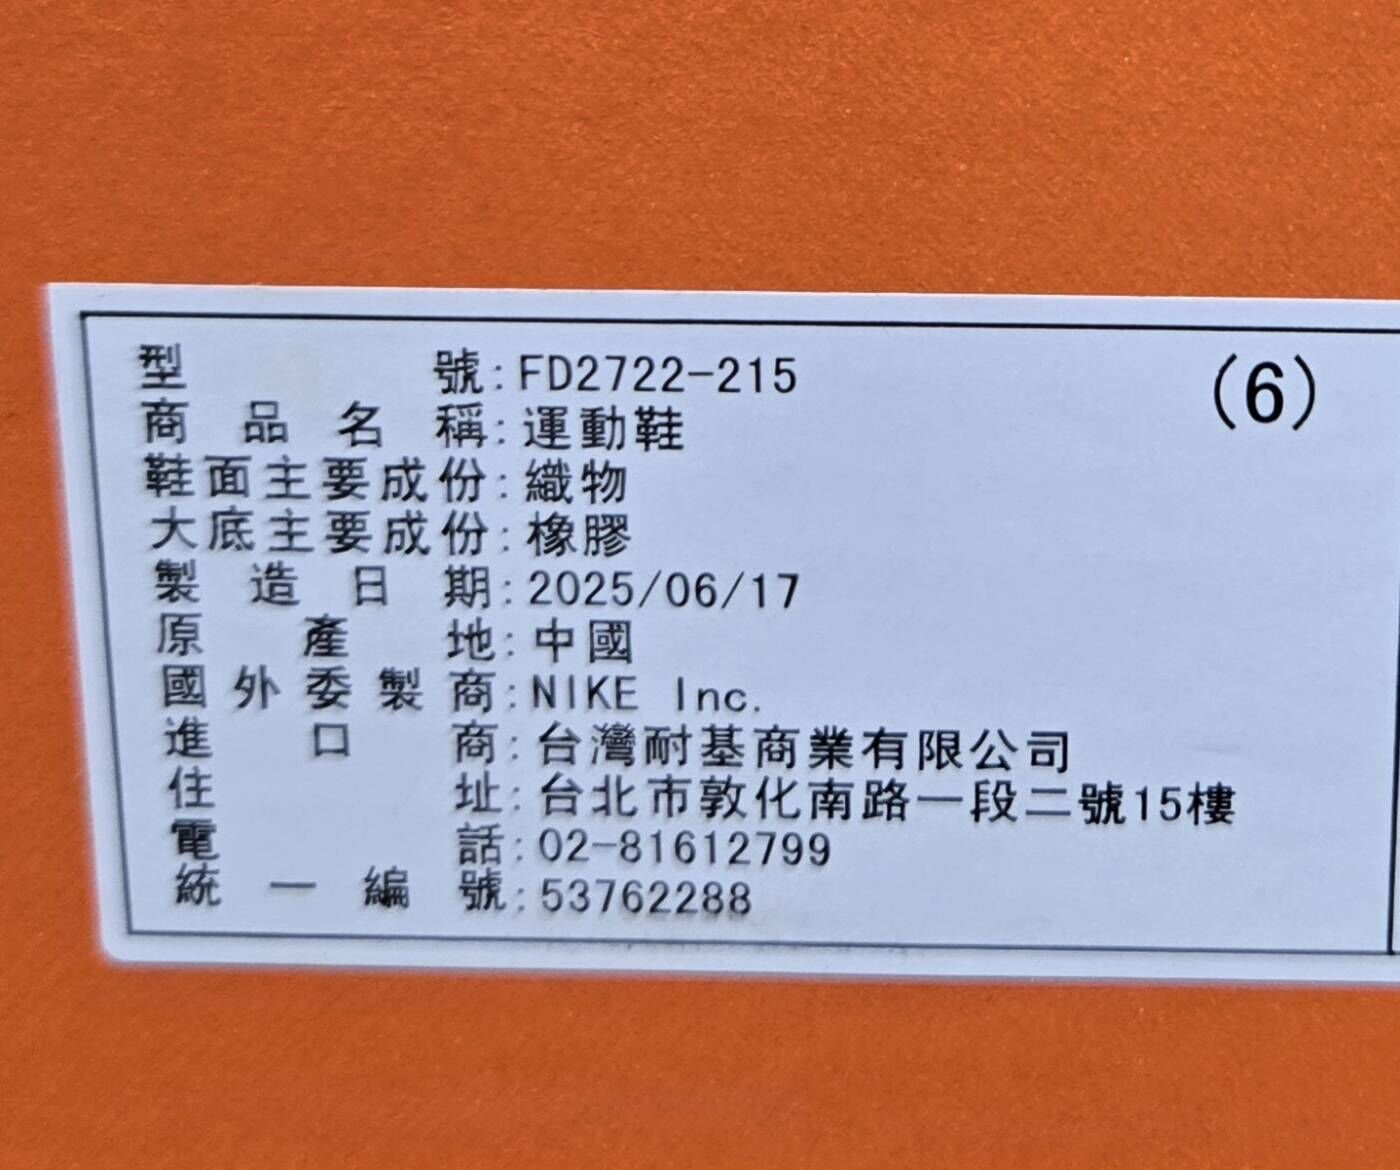 型號:FD2722-215 (6)
商品名稱:運動鞋
鞋面主要成份:織物
大底主要成份:橡膠
製造日期:2025/06/17
原產地:中國
國外委製商:NIKE Inc.
進口商:台灣耐基商業有限公司
住址:台北市敦化南路一段二號15樓
電話:02-81612799
統一編號:53762288